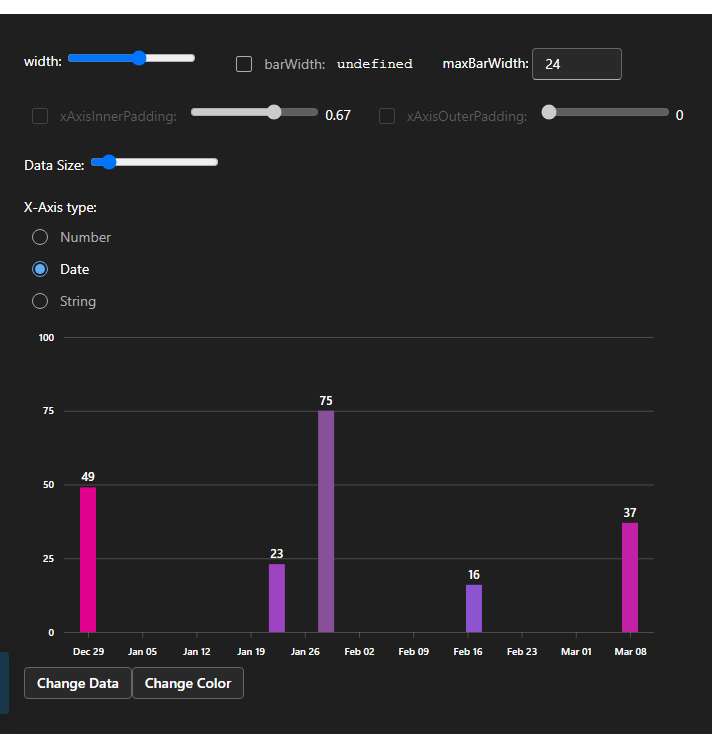 width: barWidth: undefined maxBarWidth: 24
xAxisInnerPadding: 0.67 xAxisOuterPadding: 0
Data Size:
X-Axis type:
Number
Date
String
100
75
75
50
49
37
25
23
16
0
Dec 29 Jan 05 Jan 12 Jan 19 Jan 26 Feb 02 Feb 09 Feb 16 Feb 23 Mar 01 Mar 08
Change Data Change Color